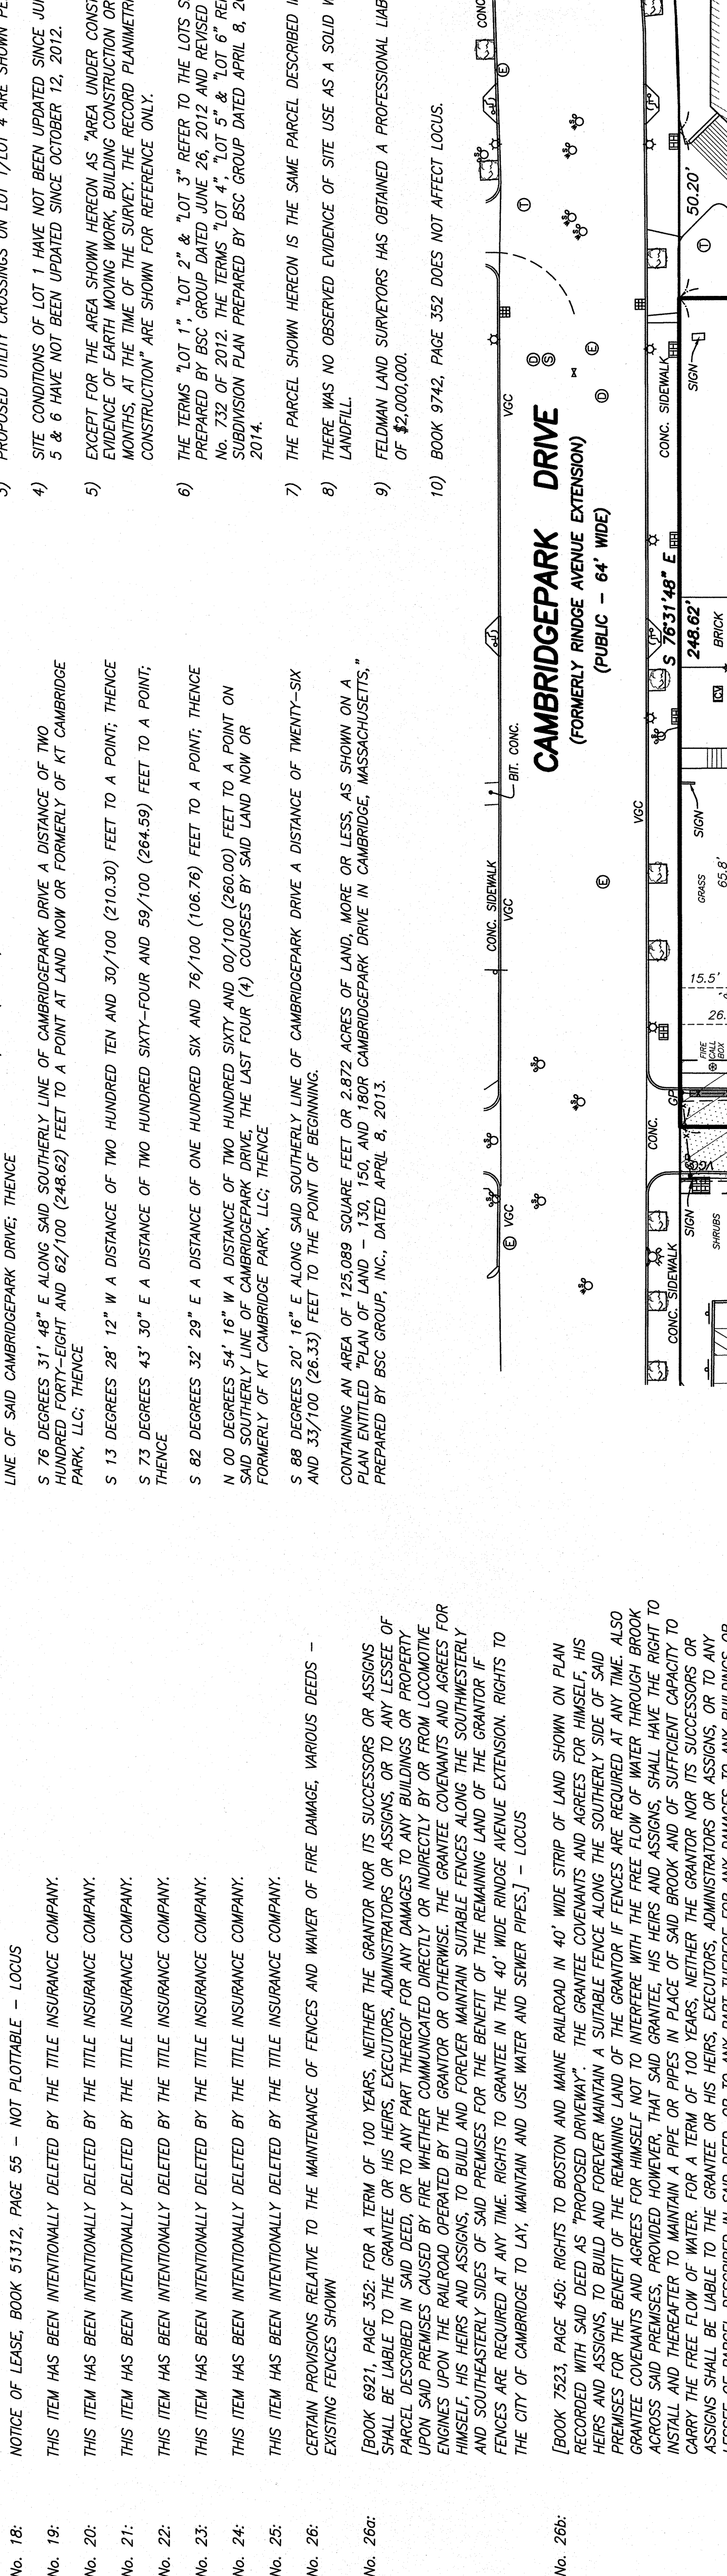 No. 18: NOTICE OF LEASE, BOOK 51312, PAGE 55 – NOT PLOTTABLE – LOCUS
No. 19: THIS ITEM HAS BEEN INTENTIONALLY DELETED BY THE TITLE INSURANCE COMPANY.
No. 20: THIS ITEM HAS BEEN INTENTIONALLY DELETED BY THE TITLE INSURANCE COMPANY.
No. 21: THIS ITEM HAS BEEN INTENTIONALLY DELETED BY THE TITLE INSURANCE COMPANY.
No. 22: THIS ITEM HAS BEEN INTENTIONALLY DELETED BY THE TITLE INSURANCE COMPANY.
No. 23: THIS ITEM HAS BEEN INTENTIONALLY DELETED BY THE TITLE INSURANCE COMPANY.
No. 24: THIS ITEM HAS BEEN INTENTIONALLY DELETED BY THE TITLE INSURANCE COMPANY.
No. 25: THIS ITEM HAS BEEN INTENTIONALLY DELETED BY THE TITLE INSURANCE COMPANY.
No. 26: CERTAIN PROVISIONS RELATIVE TO THE MAINTENANCE OF FENCES AND WAIVER OF FIRE DAMAGE, VARIOUS DEEDS –
EXISTING FENCES SHOWN
No. 26a: [BOOK 6921, PAGE 352: FOR A TERM OF 100 YEARS, NEITHER THE GRANTOR NOR ITS SUCCESSORS OR ASSIGNS
SHALL BE LIABLE TO THE GRANTEE OR HIS HEIRS, EXECUTORS, ADMINISTRATORS OR ASSIGNS, OR TO ANY LESSEE OF
PARCEL DESCRIBED IN SAID DEED, OR TO ANY PART THEREOF FOR ANY DAMAGES TO ANY BUILDINGS OR PROPERTY
UPON SAID PREMISES CAUSED BY FIRE WHETHER COMMUNICATED DIRECTLY OR INDIRECTLY BY OR FROM LOCOMOTIVE
ENGINES UPON THE RAILROAD OPERATED BY THE GRANTOR OR OTHERWISE. THE GRANTEE COVENANTS AND AGREES FOR
HIMSELF, HIS HEIRS AND ASSIGNS, TO BUILD AND FOREVER MAINTAIN SUITABLE FENCES ALONG THE SOUTHWESTERLY
AND SOUTHEASTERLY SIDES OF SAID PREMISES FOR THE BENEFIT OF THE REMAINING LAND OF THE GRANTOR IF
FENCES ARE REQUIRED AT ANY TIME. RIGHTS TO GRANTEE IN THE 40' WIDE RINDGE AVENUE EXTENSION. RIGHTS TO
THE CITY OF CAMBRIDGE TO LAY, MAINTAIN AND USE WATER AND SEWER PIPES.] – LOCUS
No. 26b: [BOOK 7523, PAGE 450: RIGHTS TO BOSTON AND MAINE RAILROAD IN 40' WIDE STRIP OF LAND SHOWN ON PLAN
RECORDED WITH SAID DEED AS "PROPOSED DRIVEWAY". THE GRANTEE COVENANTS AND AGREES FOR HIMSELF, HIS
HEIRS AND ASSIGNS, TO BUILD AND FOREVER MAINTAIN A SUITABLE FENCE ALONG THE SOUTHERLY SIDE OF SAID
PREMISES FOR THE BENEFIT OF THE REMAINING LAND OF THE GRANTOR IF FENCES ARE REQUIRED AT ANY TIME. ALSO
GRANTEE COVENANTS AND AGREES FOR HIMSELF NOT TO INTERFERE WITH THE FREE FLOW OF WATER THROUGH BROOK
ACROSS SAID PREMISES, PROVIDED HOWEVER, THAT SAID GRANTEE, HIS HEIRS AND ASSIGNS, SHALL HAVE THE RIGHT TO
INSTALL AND THEREAFTER TO MAINTAIN A PIPE OR PIPES IN PLACE OF SAID BROOK AND OF SUFFICIENT CAPACITY TO
CARRY THE FREE FLOW OF WATER. FOR A TERM OF 100 YEARS, NEITHER THE GRANTOR NOR ITS SUCCESSORS OR
ASSIGNS SHALL BE LIABLE TO THE GRANTEE OR HIS HEIRS, EXECUTORS, ADMINISTRATORS OR ASSIGNS, OR TO ANY
LINE OF SAID CAMBRIDGEPARK DRIVE; THENCE
S 76 DEGREES 31' 48" E ALONG SAID SOUTHERLY LINE OF CAMBRIDGEPARK DRIVE A DISTANCE OF TWO
HUNDRED FORTY-EIGHT AND 62/100 (248.62) FEET TO A POINT AT LAND NOW OR FORMERLY OF KT CAMBRIDGE
PARK, LLC; THENCE
S 13 DEGREES 28' 12" W A DISTANCE OF TWO HUNDRED TEN AND 30/100 (210.30) FEET TO A POINT; THENCE
S 73 DEGREES 43' 30" E A DISTANCE OF TWO HUNDRED SIXTY-FOUR AND 59/100 (264.59) FEET TO A POINT;
THENCE
S 82 DEGREES 32' 29" E A DISTANCE OF ONE HUNDRED SIX AND 76/100 (106.76) FEET TO A POINT; THENCE
N 00 DEGREES 54' 16" W A DISTANCE OF TWO HUNDRED SIXTY AND 00/100 (260.00) FEET TO A POINT ON
SAID SOUTHERLY LINE OF CAMBRIDGEPARK DRIVE, THE LAST FOUR (4) COURSES BY SAID LAND NOW OR
FORMERLY OF KT CAMBRIDGE PARK, LLC; THENCE
S 88 DEGREES 20' 16" E ALONG SAID SOUTHERLY LINE OF CAMBRIDGEPARK DRIVE A DISTANCE OF TWENTY-SIX
AND 33/100 (26.33) FEET TO THE POINT OF BEGINNING.
CONTAINING AN AREA OF 125,089 SQUARE FEET OR 2.872 ACRES OF LAND, MORE OR LESS, AS SHOWN ON A
PLAN ENTITLED "PLAN OF LAND – 130, 150, AND 180R CAMBRIDGEPARK DRIVE IN CAMBRIDGE, MASSACHUSETTS,"
PREPARED BY BSC GROUP, INC., DATED APRIL 8, 2013.
3) PROPOSED UTILITY CROSSINGS ON LOT 1/LOT 4 ARE SHOWN
4) SITE CONDITIONS OF LOT 1 HAVE NOT BEEN UPDATED SINCE
5 & 6 HAVE NOT BEEN UPDATED SINCE OCTOBER 12, 2012.
5) EXCEPT FOR THE AREA SHOWN HEREON AS "AREA UNDER
EVIDENCE OF EARTH MOVING WORK, BUILDING CONSTRUCTION OR
MONTHS, AT THE TIME OF THE SURVEY. THE RECORD
CONSTRUCTION" ARE SHOWN FOR REFERENCE ONLY.
6) THE TERMS "LOT 1", "LOT 2" & "LOT 3" REFER TO THE LOTS
PREPARED BY BSC GROUP DATED JUNE 26, 2012 AND REVISED
No. 732 OF 2012. THE TERMS "LOT 4", "LOT 5" & "LOT 6"
SUBDIVISION PLAN PREPARED BY BSC GROUP DATED APRIL 8,
2014.
7) THE PARCEL SHOWN HEREON IS THE SAME PARCEL DESCRIBED
8) THERE WAS NO OBSERVED EVIDENCE OF SITE USE AS A SOLID
LANDFILL.
9) FELDMAN LAND SURVEYORS HAS OBTAINED A PROFESSIONAL
OF $2,000,000.
10) BOOK 9742, PAGE 352 DOES NOT AFFECT LOCUS.
CONC. SIDEWALK
VGC
BIT. CONC.
VGC
VGC
CAMBRIDGEPARK DRIVE
(FORMERLY RINDGE AVENUE EXTENSION)
(PUBLIC – 64' WIDE)
E
E
D
S
E
D
T
E
CONC
CONC. SIDEWALK
CONC.
VGC
CONC. SIDEWALK
S 76°31'48" E
248.62'
50.20'
T
SIGN
SHRUBS
GP
VGC
FIRE
CALL
BOX
15.5'
26.
GRASS
65.8'
SIGN
CV
BRICK
SIGN